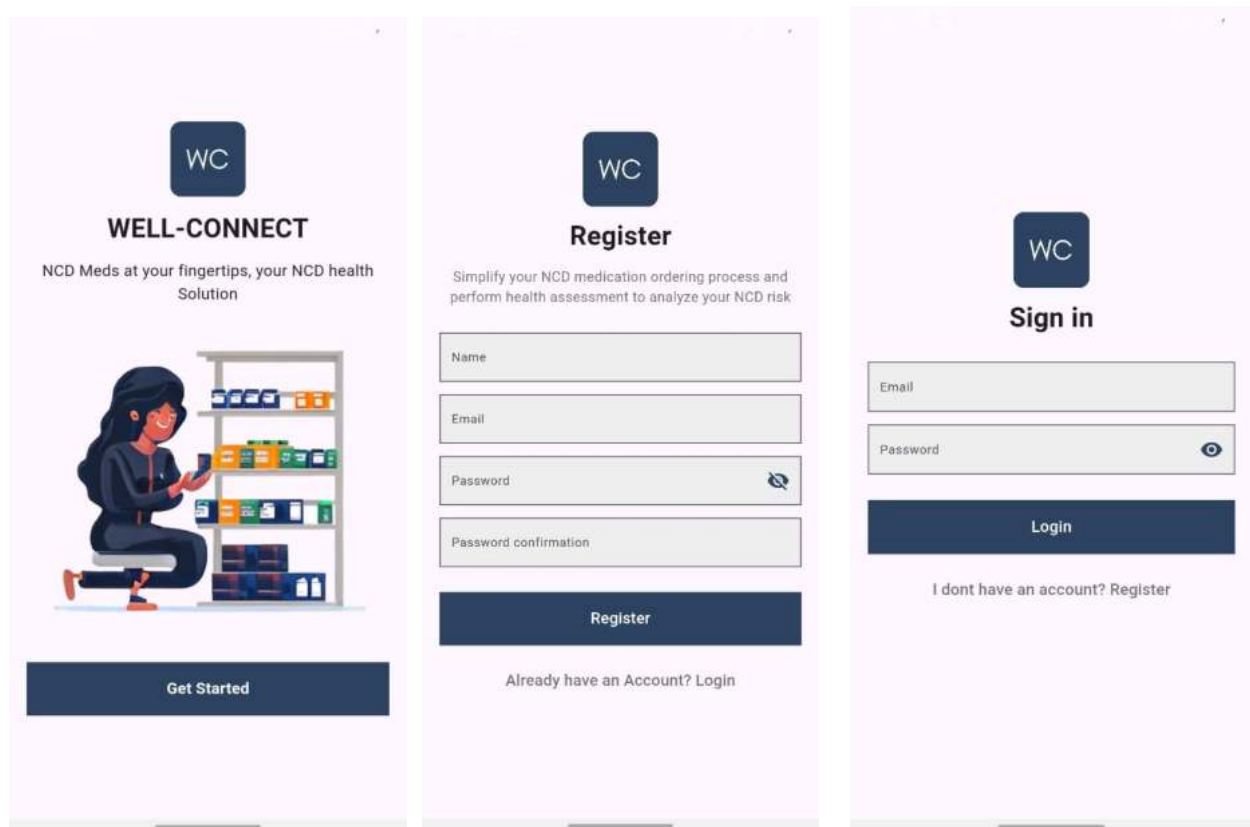 WC
WELL-CONNECT
NCD Meds at your fingertips, your NCD health
Solution
Get Started
WC
Register
Simplify your NCD medication ordering process and
perform health assessment to analyze your NCD risk
Name
Email
Password
Password confirmation
Register
Already have an Account? Login
WC
Sign in
Email
Password
Login
I dont have an account? Register